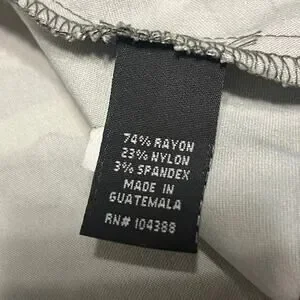 74% RAYON
23% NYLON
3% SPANDEX
MADE IN
GUATEMALA
RN# 104388